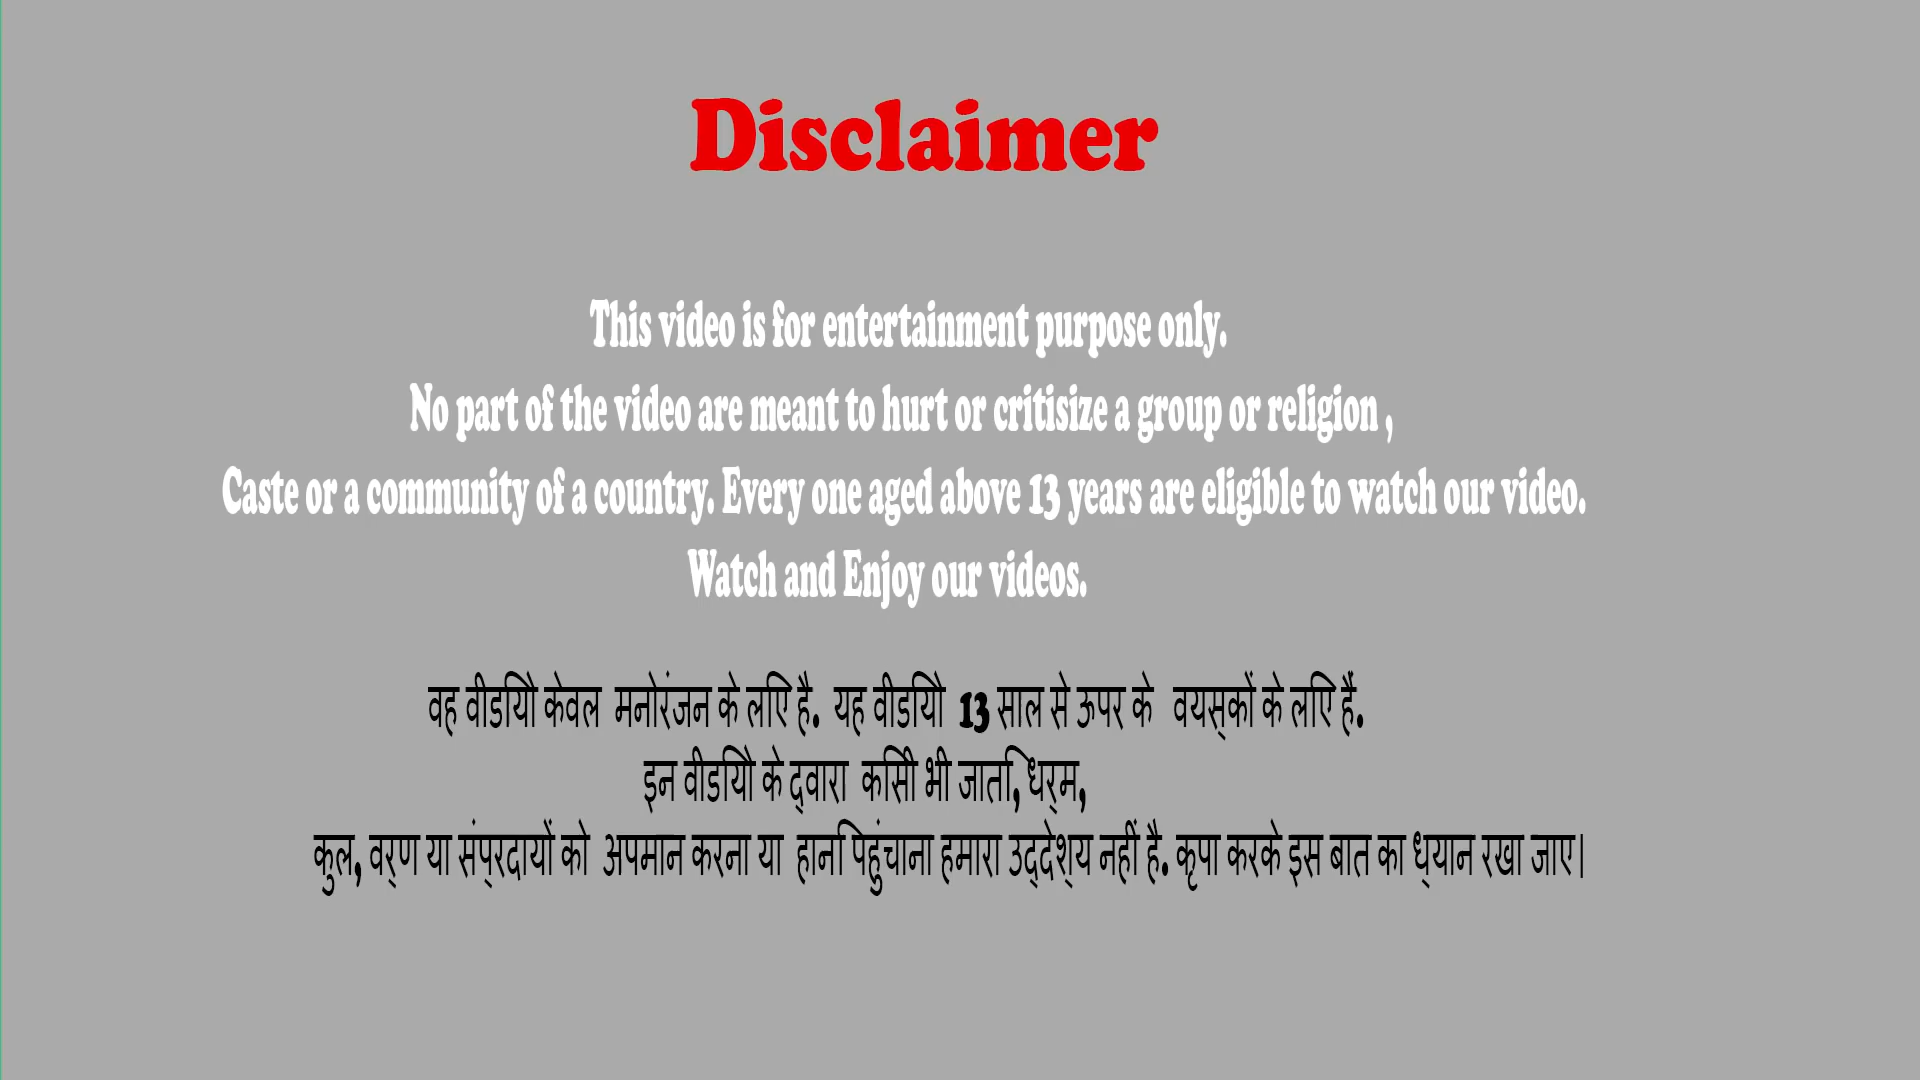 Disclaimer
This video is for entertainment purpose only.
No part of the video are meant to hurt or critisize a group or religion ,
Caste or a community of a country. Every one aged above 13 years are eligible to watch our video.
Watch and Enjoy our videos.
वह वीडियो केवल मनोरंजन के लिए है. यह वीडियो 13 साल से ऊपर के वयस्कों के लिए हैं.
इन वीडियो के द्वारा किसी भी जाति, धर्म,
कुल, वर्ण या संप्रदायों को अपमान करना या हानि पहुंचाना हमारा उद्देश्य नहीं है. कृपा करके इस बात का ध्यान रखा जाए।